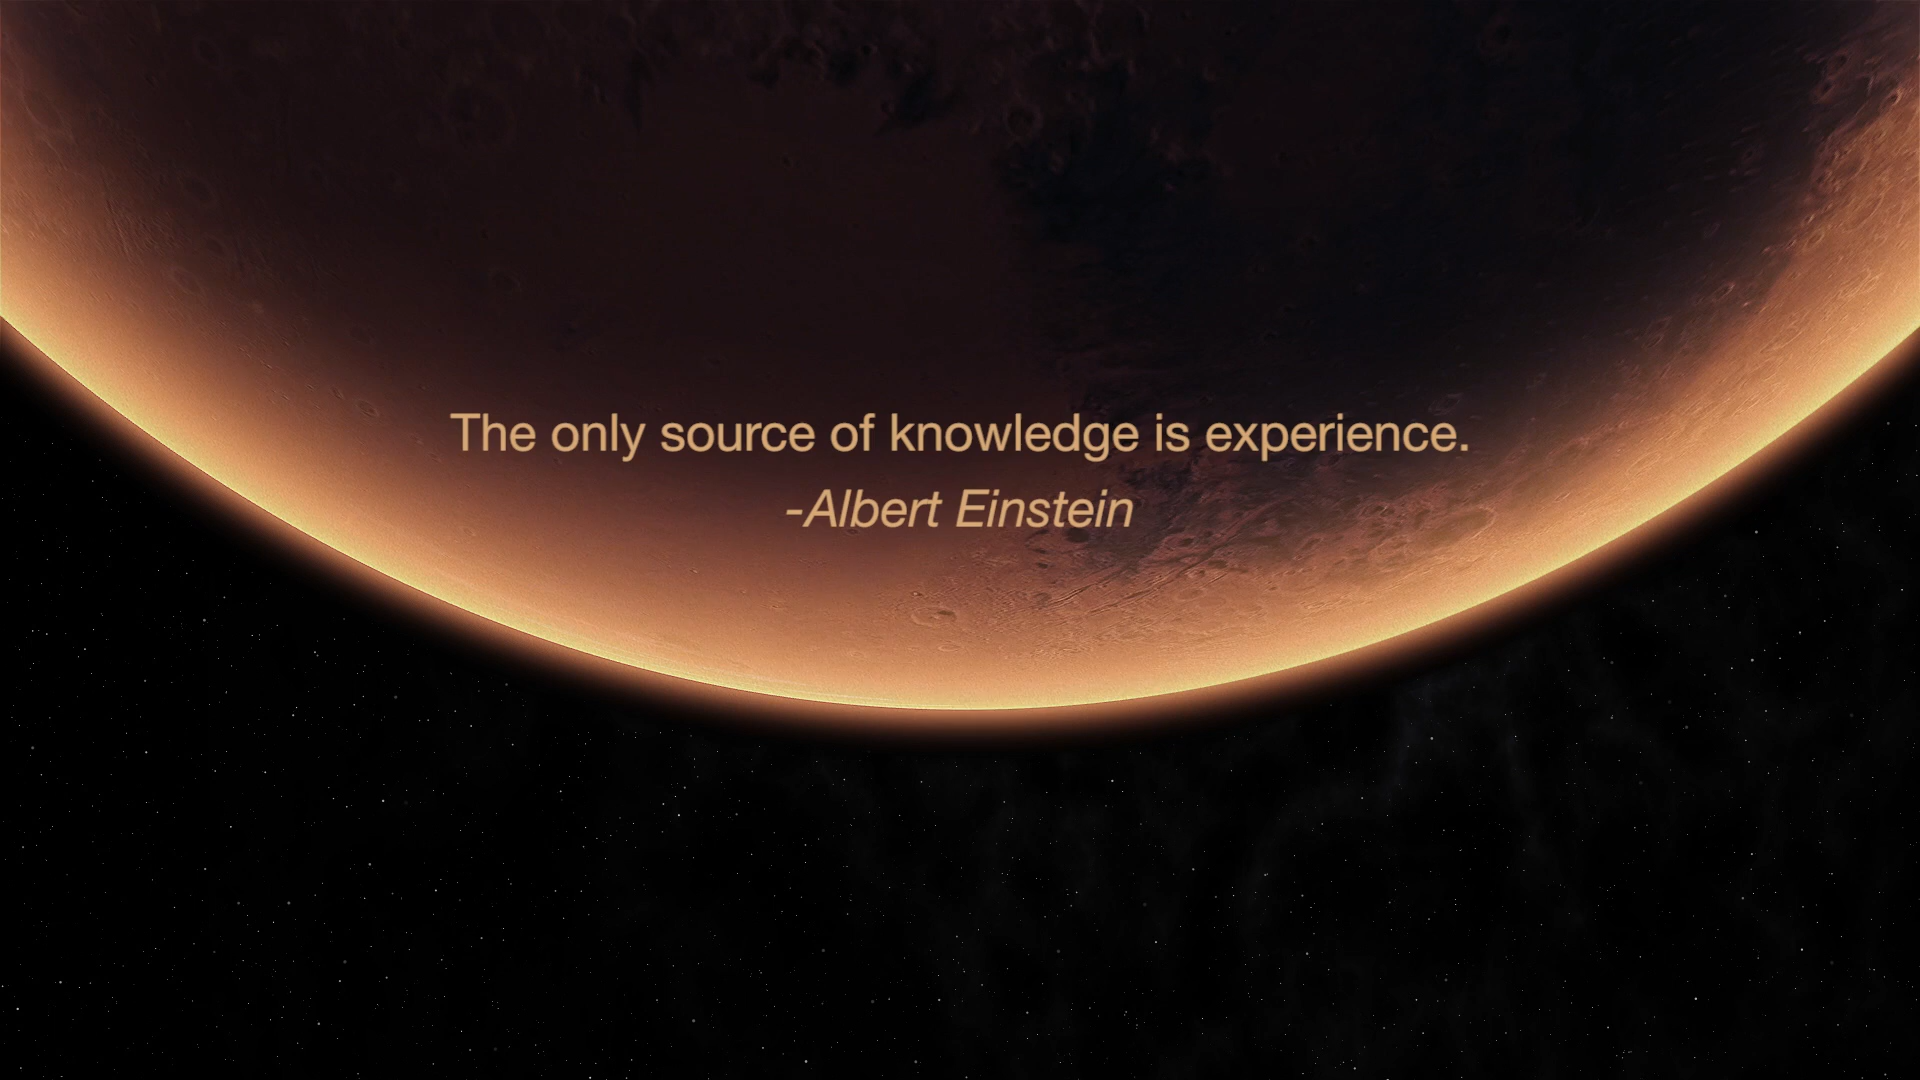 The only source of knowledge is experience.
-Albert Einstein